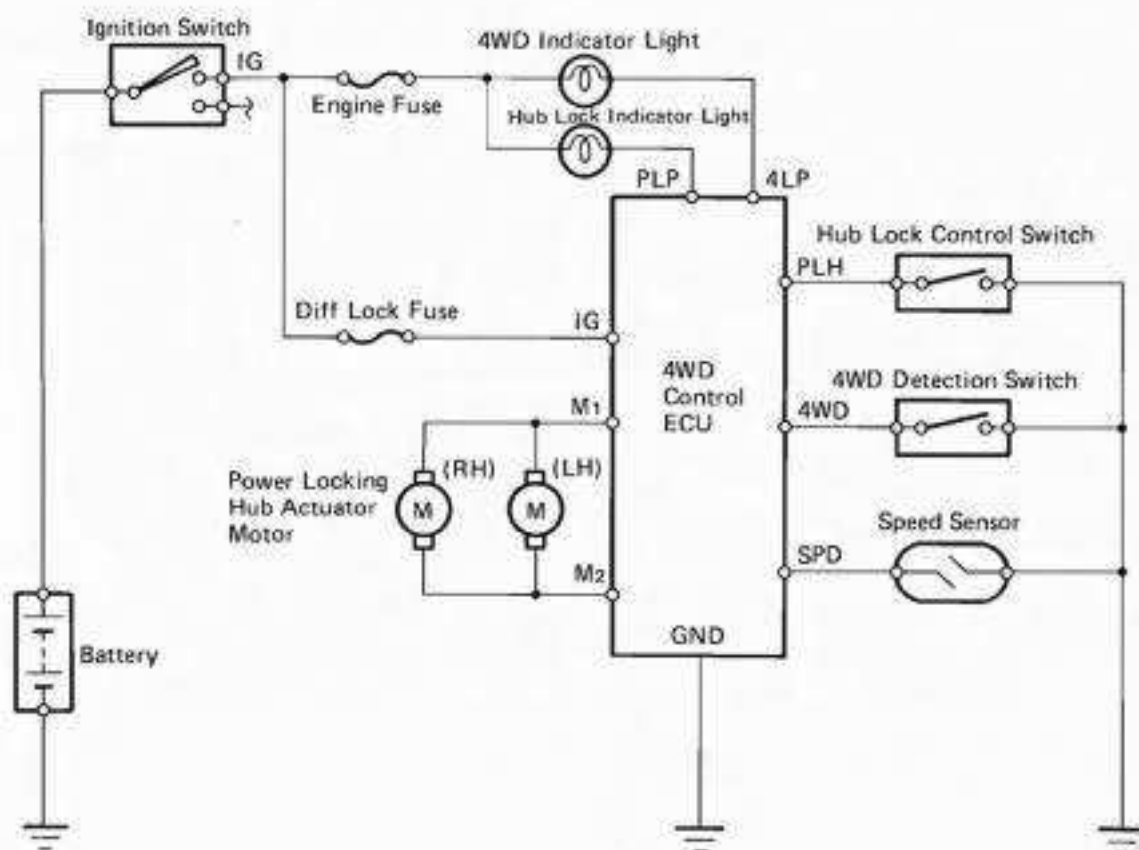 Ignition Switch
IG
Engine Fuse
4WD Indicator Light
Hub Lock Indicator Light
PLP
4LP
Hub Lock Control Switch
PLH
Diff Lock Fuse
IG
4WD
Control
ECU
4WD Detection Switch
4WD
M1
(RH)
(LH)
Power Locking
Hub Actuator
Motor
M
M
Speed Sensor
SPD
M2
GND
Battery